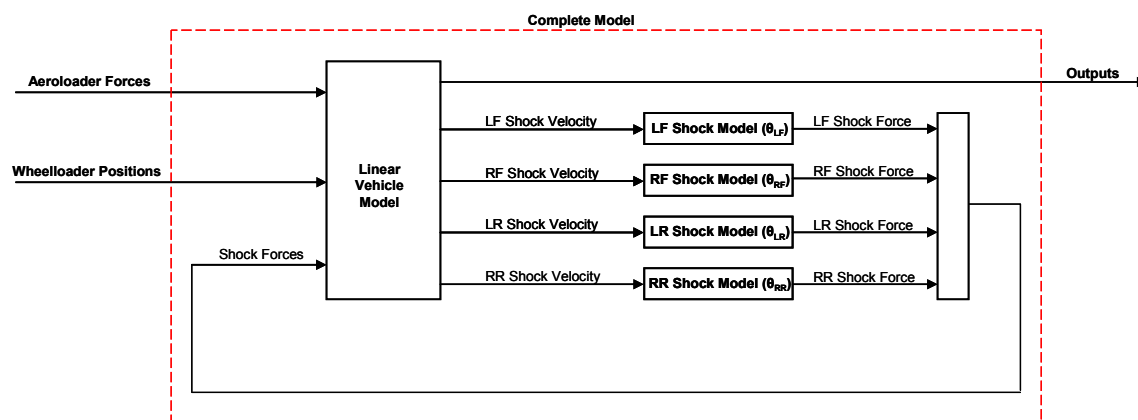 Complete Model
Outputs
Aeroloader Forces
LF Shock Velocity
LF Shock Model (θLF)
LF Shock Force
Wheelloader Positions
Linear
Vehicle
Model
RF Shock Velocity
RF Shock Model (θRF)
RF Shock Force
LR Shock Velocity
LR Shock Model (θLR)
LR Shock Force
Shock Forces
RR Shock Velocity
RR Shock Model (θRR)
RR Shock Force